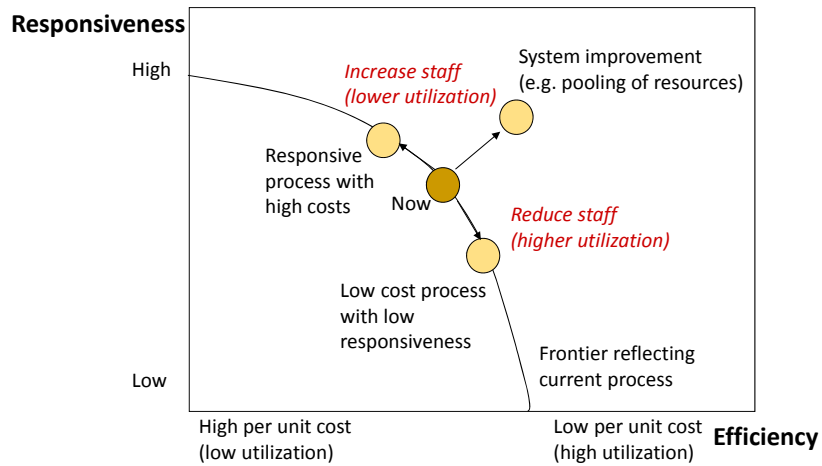 Responsiveness
High
Increase staff
(lower utilization)
System improvement
(e.g. pooling of resources)
Responsive
process with
high costs
Now
Reduce staff
(higher utilization)
Low cost process
with low
responsiveness
Frontier reflecting
current process
Low
High per unit cost
(low utilization)
Low per unit cost
(high utilization)
Efficiency